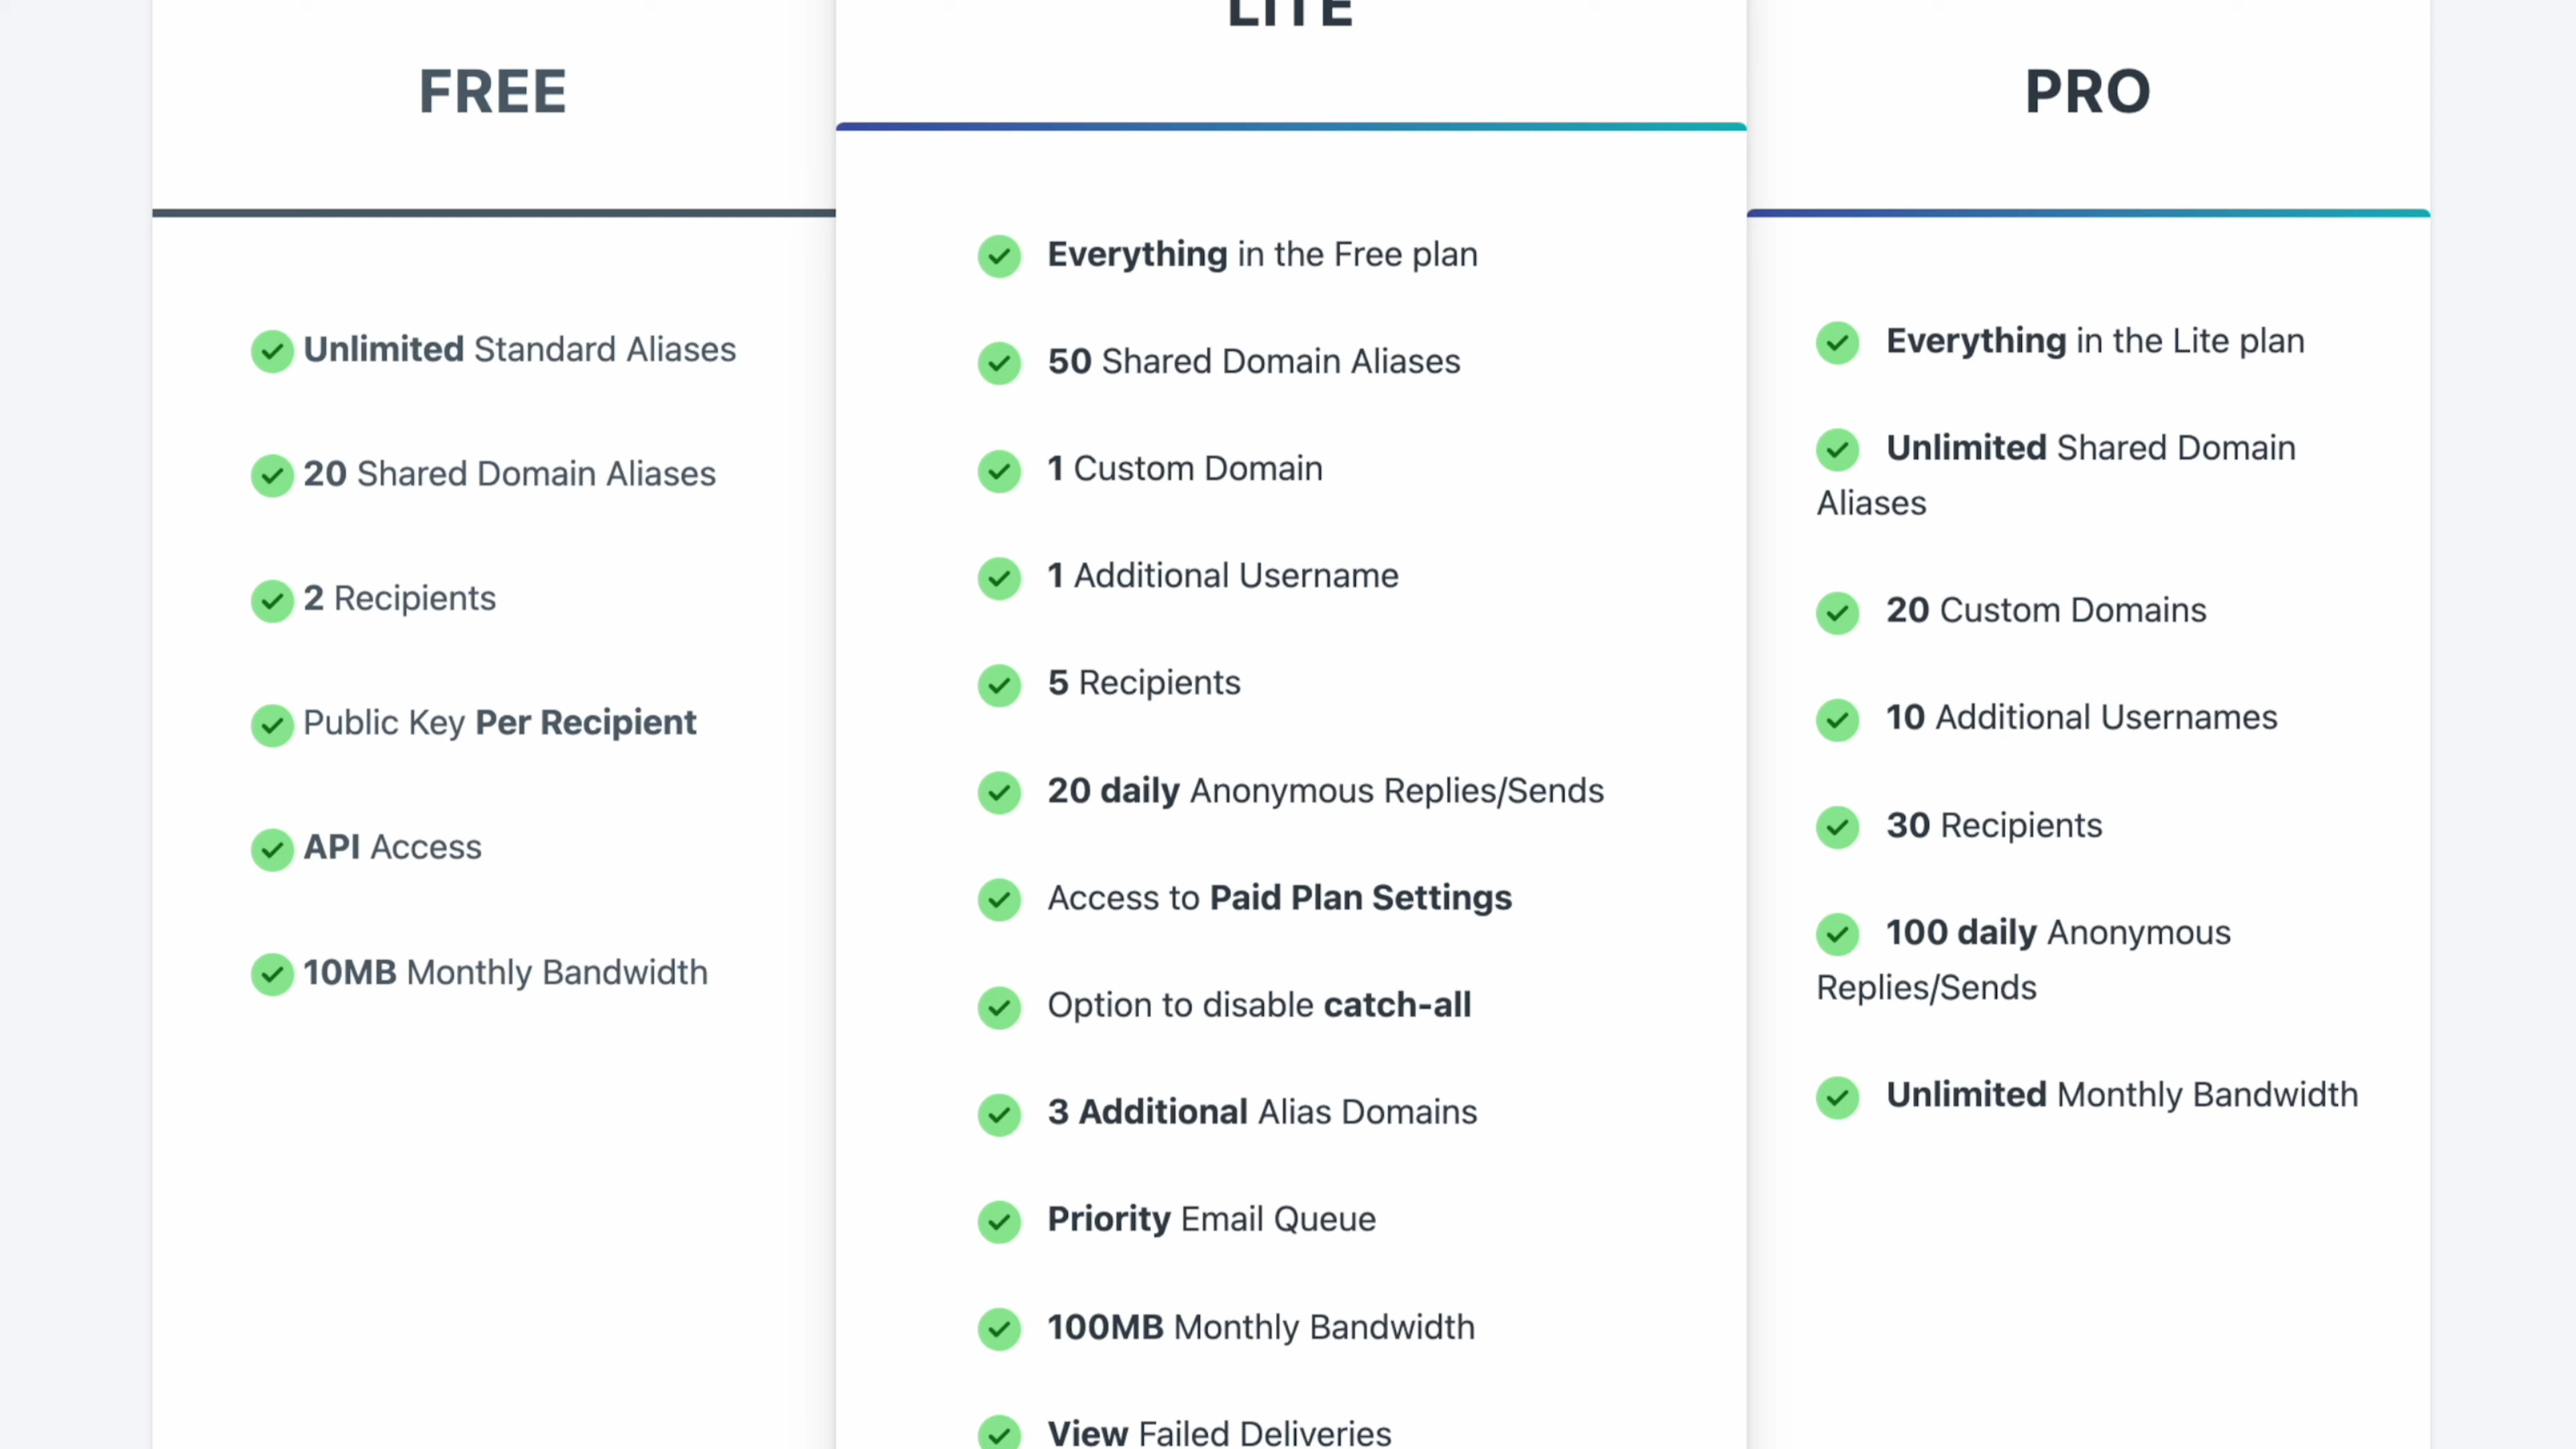 FREE
Unlimited Standard Aliases
20 Shared Domain Aliases
2 Recipients
Public Key Per Recipient
API Access
10MB Monthly Bandwidth
LITE
Everything in the Free plan
50 Shared Domain Aliases
1 Custom Domain
1 Additional Username
5 Recipients
20 daily Anonymous Replies/Sends
Access to Paid Plan Settings
Option to disable catch-all
3 Additional Alias Domains
Priority Email Queue
100MB Monthly Bandwidth
View Failed Deliveries
PRO
Everything in the Lite plan
Unlimited Shared Domain
Aliases
20 Custom Domains
10 Additional Usernames
30 Recipients
100 daily Anonymous
Replies/Sends
Unlimited Monthly Bandwidth